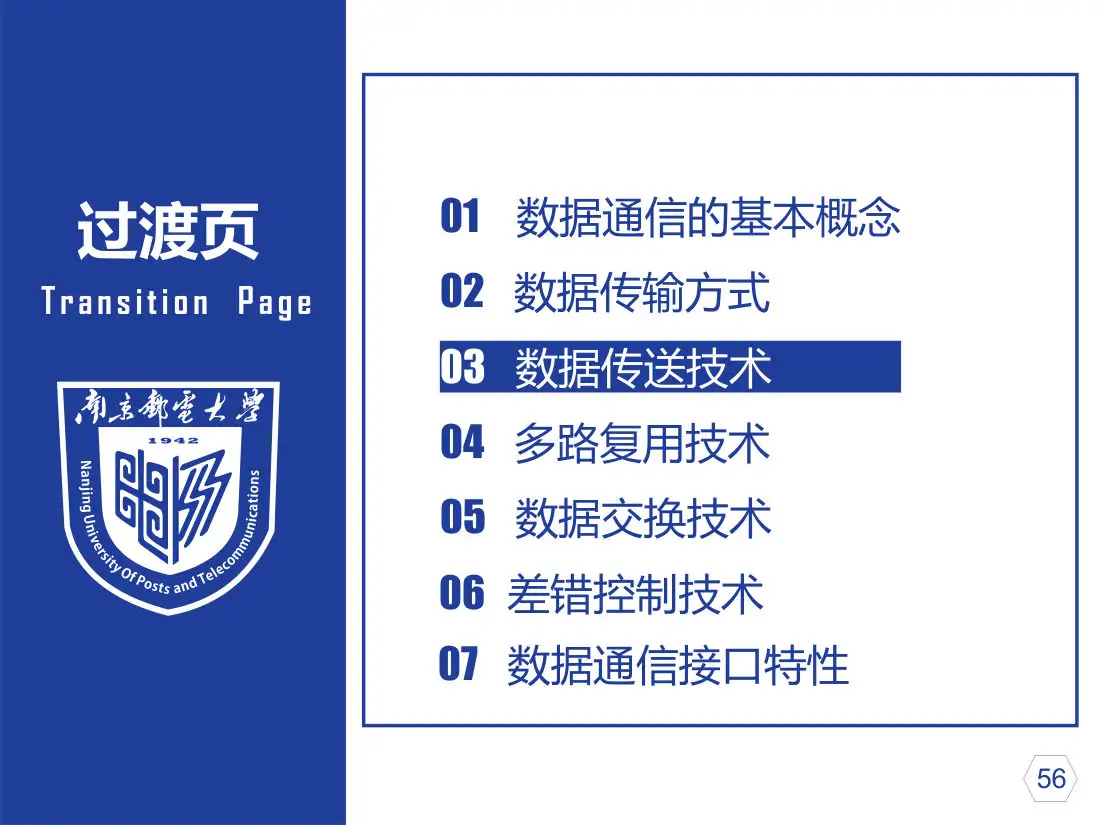 过渡页
Transition Page
南京邮电大学
1942
Nanjing University Of Posts and Telecommunications
01 数据通信的基本概念
02 数据传输方式
03 数据传送技术
04 多路复用技术
05 数据交换技术
06 差错控制技术
07 数据通信接口特性
56